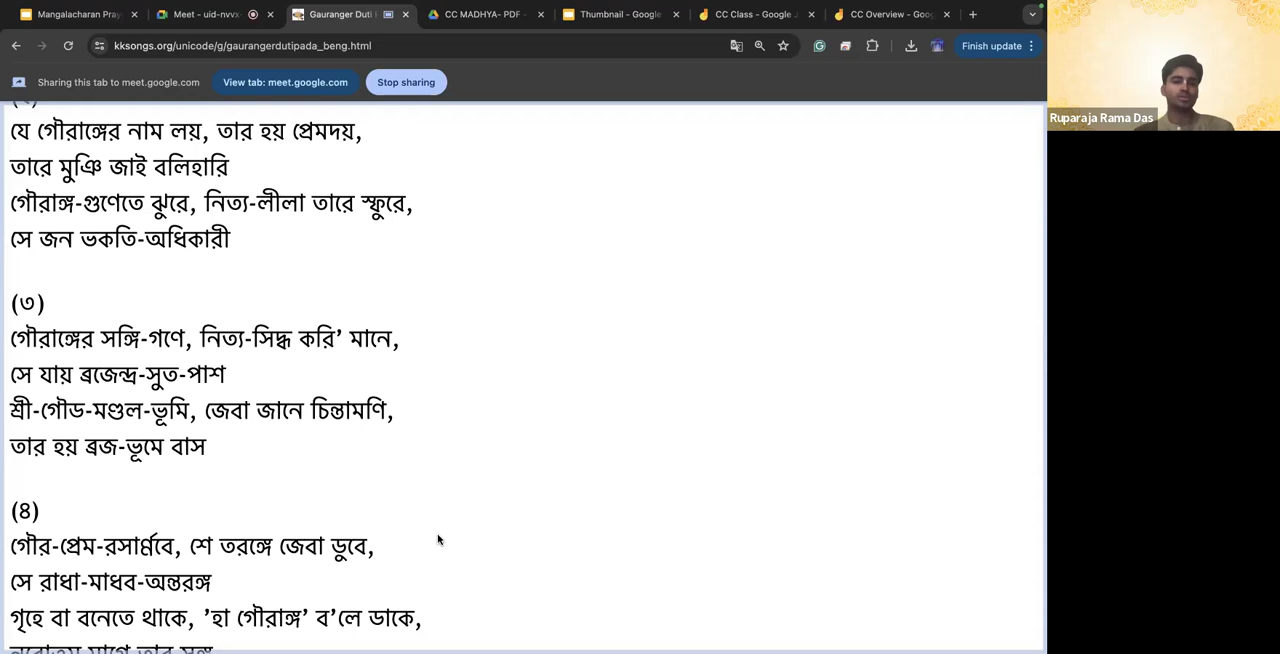 Mangalacharan Pray
Meet - uid-nvvx-
Gauranger Duti
CC MADHYA- PDF -
Thumbnail - Google
CC Class - Google
CC Overview - Goog
kksongs.org/unicode/g/gaurangerdutipada_beng.html
Finish update
Sharing this tab to meet.google.com
View tab: meet.google.com
Stop sharing
Ruparaja Rama Das
যে গৌরাঙ্গের নাম লয়, তার হয় প্রেমদয়,
তারে মুঞি জাই বলিহারি
গৌরাঙ্গ-গুণেতে ঝুরে, নিত্য-লীলা তারে স্ফুরে,
সে জন ভকতি-অধিকারী
(৩)
গৌরাঙ্গের সঙ্গি-গণে, নিত্য-সিদ্ধ করি’ মানে,
সে যায় ব্রজেন্দ্র-সুত-পাশ
শ্রী-গৌড-মণ্ডল-ভূমি, জেবা জানে চিন্তামণি,
তার হয় ব্রজ-ভূমে বাস
(৪)
গৌর-প্রেম-রসার্ণবে, শে তরঙ্গে জেবা ডুবে,
সে রাধা-মাধব-অন্তরঙ্গ
গৃহে বা বনেতে থাকে, ’হা গৌরাঙ্গ’ ব’লে ডাকে,